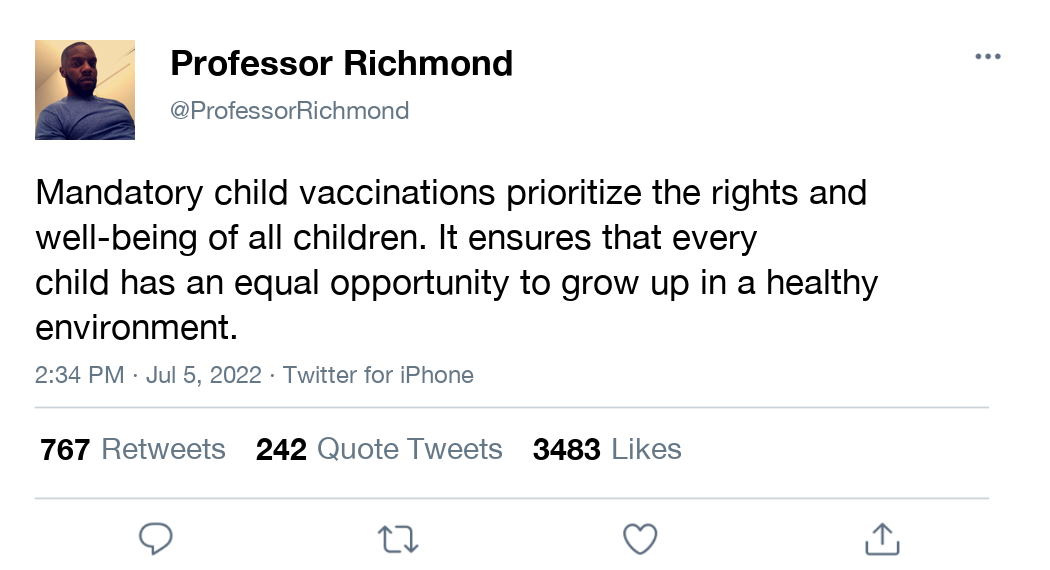 Professor Richmond
@ProfessorRichmond
Mandatory child vaccinations prioritize the rights and
well-being of all children. It ensures that every
child has an equal opportunity to grow up in a healthy
environment.
2:34 PM · Jul 5, 2022 · Twitter for iPhone
767 Retweets 242 Quote Tweets 3483 Likes